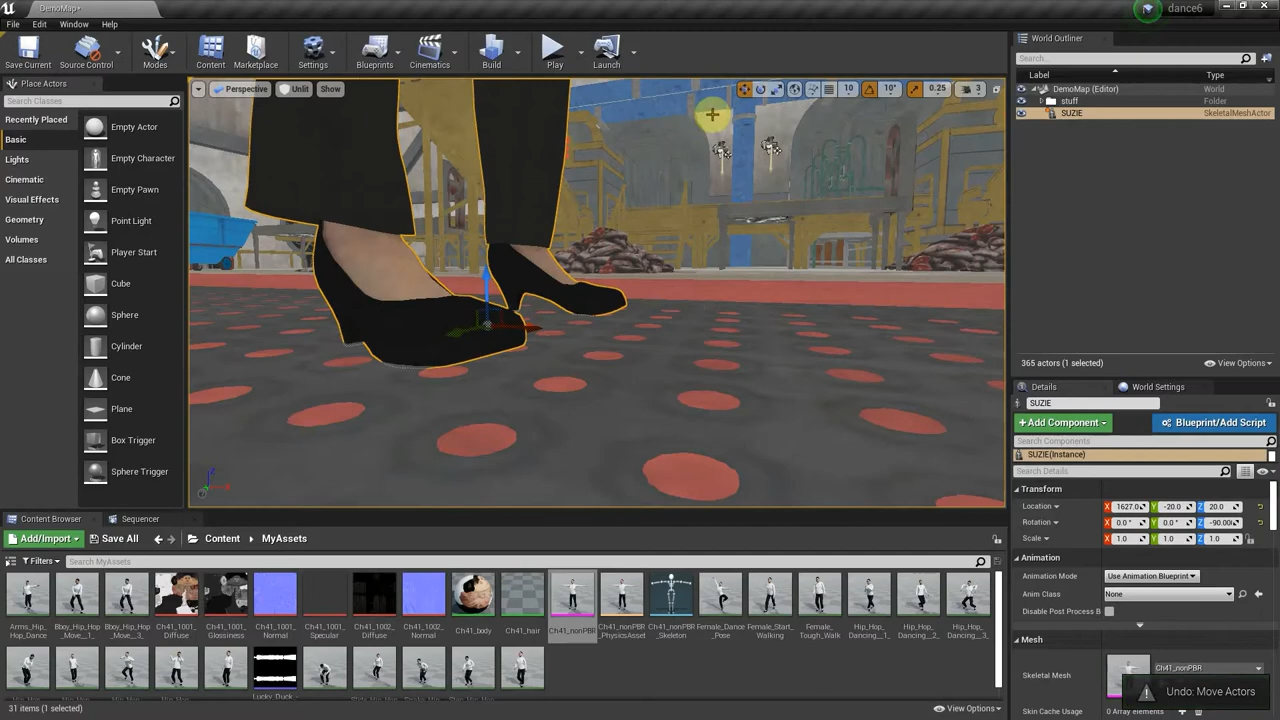 DemoMap*
dance6
File Edit Window Help
Save Current Source Control Modes Content Marketplace Settings Blueprints Cinematics Build Play Launch
Place Actors
Search Classes
Recently Placed
Basic
Lights
Cinematic
Visual Effects
Geometry
Volumes
All Classes
Empty Actor
Empty Character
Empty Pawn
Point Light
Player Start
Cube
Sphere
Cylinder
Cone
Plane
Box Trigger
Sphere Trigger
Perspective Unlit Show
10 10° 0.25 3
World Outliner
Search...
Label Type
DemoMap (Editor) World
stuff Folder
SUZIE SkeletalMeshActor
365 actors (1 selected) View Options
Details World Settings
SUZIE
+Add Component Blueprint/Add Script
Search Components
SUZIE(Instance)
Search Details
Transform
Location X 1627.0 Y -20.0 Z 20.0
Rotation X 0.0 ° Y 0.0 ° Z -90.00
Scale X 1.0 Y 1.0 Z 1.0
Animation
Animation Mode Use Animation Blueprint
Anim Class None
Disable Post Process B
Mesh
Skeletal Mesh Ch41_nonPBR
Undo: Move Actors
Skin Cache Usage 0 Array elements
Content Browser Sequencer
Add/Import Save All Content MyAssets
Filters Search MyAssets
Arms_Hip_Hop_Dance
Bboy_Hip_Hop_Move__1
Bboy_Hip_Hop_Move__3
Ch41_1001_Diffuse
Ch41_1001_Glossiness
Ch41_1001_Normal
Ch41_1001_Specular
Ch41_1002_Diffuse
Ch41_1002_Normal
Ch41_body
Ch41_hair
Ch41_nonPBR
Ch41_nonPBR_PhysicsAsset
Ch41_nonPBR_Skeleton
Female_Dance_Pose
Female_Start_Walking
Female_Tough_Walk
Hip_Hop_Dancing__1
Hip_Hop_Dancing__2
Hip_Hop_Dancing__3
31 items (1 selected) View Options